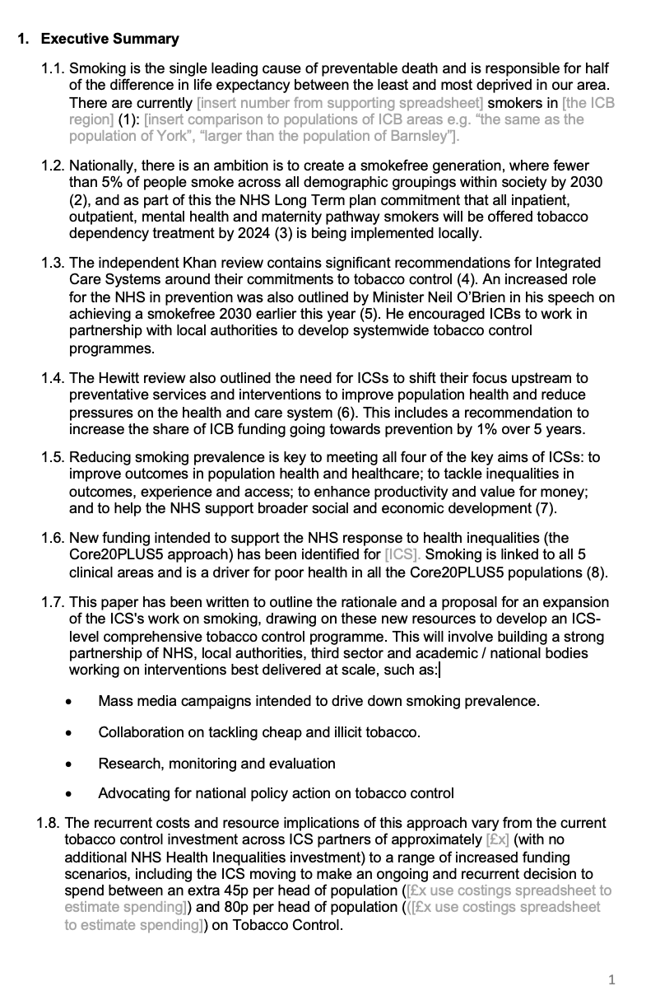 1. Executive Summary
1.1. Smoking is the single leading cause of preventable death and is responsible for half
of the difference in life expectancy between the least and most deprived in our area.
There are currently [insert number from supporting spreadsheet] smokers in [the ICB
region] (1): [insert comparison to populations of ICB areas e.g. “the same as the
population of York”, “larger than the population of Barnsley”].
1.2. Nationally, there is an ambition is to create a smokefree generation, where fewer
than 5% of people smoke across all demographic groupings within society by 2030
(2), and as part of this the NHS Long Term plan commitment that all inpatient,
outpatient, mental health and maternity pathway smokers will be offered tobacco
dependency treatment by 2024 (3) is being implemented locally.
1.3. The independent Khan review contains significant recommendations for Integrated
Care Systems around their commitments to tobacco control (4). An increased role
for the NHS in prevention was also outlined by Minister Neil O’Brien in his speech on
achieving a smokefree 2030 earlier this year (5). He encouraged ICBs to work in
partnership with local authorities to develop systemwide tobacco control
programmes.
1.4. The Hewitt review also outlined the need for ICSs to shift their focus upstream to
preventative services and interventions to improve population health and reduce
pressures on the health and care system (6). This includes a recommendation to
increase the share of ICB funding going towards prevention by 1% over 5 years.
1.5. Reducing smoking prevalence is key to meeting all four of the key aims of ICSs: to
improve outcomes in population health and healthcare; to tackle inequalities in
outcomes, experience and access; to enhance productivity and value for money;
and to help the NHS support broader social and economic development (7).
1.6. New funding intended to support the NHS response to health inequalities (the
Core20PLUS5 approach) has been identified for [ICS]. Smoking is linked to all 5
clinical areas and is a driver for poor health in all the Core20PLUS5 populations (8).
1.7. This paper has been written to outline the rationale and a proposal for an expansion
of the ICS's work on smoking, drawing on these new resources to develop an ICS-
level comprehensive tobacco control programme. This will involve building a strong
partnership of NHS, local authorities, third sector and academic / national bodies
working on interventions best delivered at scale, such as:
• Mass media campaigns intended to drive down smoking prevalence.
• Collaboration on tackling cheap and illicit tobacco.
• Research, monitoring and evaluation
• Advocating for national policy action on tobacco control
1.8. The recurrent costs and resource implications of this approach vary from the current
tobacco control investment across ICS partners of approximately [£x] (with no
additional NHS Health Inequalities investment) to a range of increased funding
scenarios, including the ICS moving to make an ongoing and recurrent decision to
spend between an extra 45p per head of population ([£x use costings spreadsheet to
estimate spending]) and 80p per head of population (([£x use costings spreadsheet
to estimate spending]) on Tobacco Control.
1